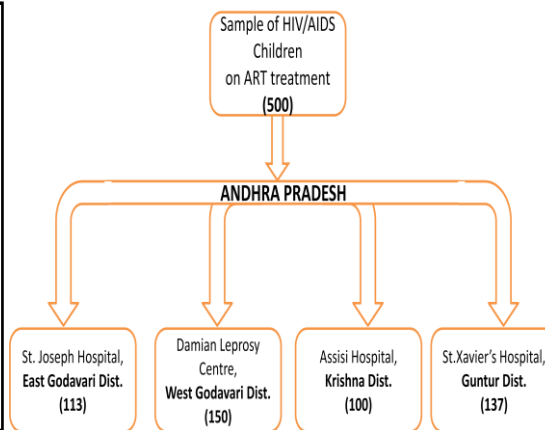 Sample of HIV/AIDS
Children
on ART treatment
(500)
ANDHRA PRADESH
St. Joseph Hospital,
East Godavari Dist.
(113)
Damian Leprosy
Centre,
West Godavari Dist.
(150)
Assisi Hospital,
Krishna Dist.
(100)
St.Xavier's Hospital,
Guntur Dist.
(137)